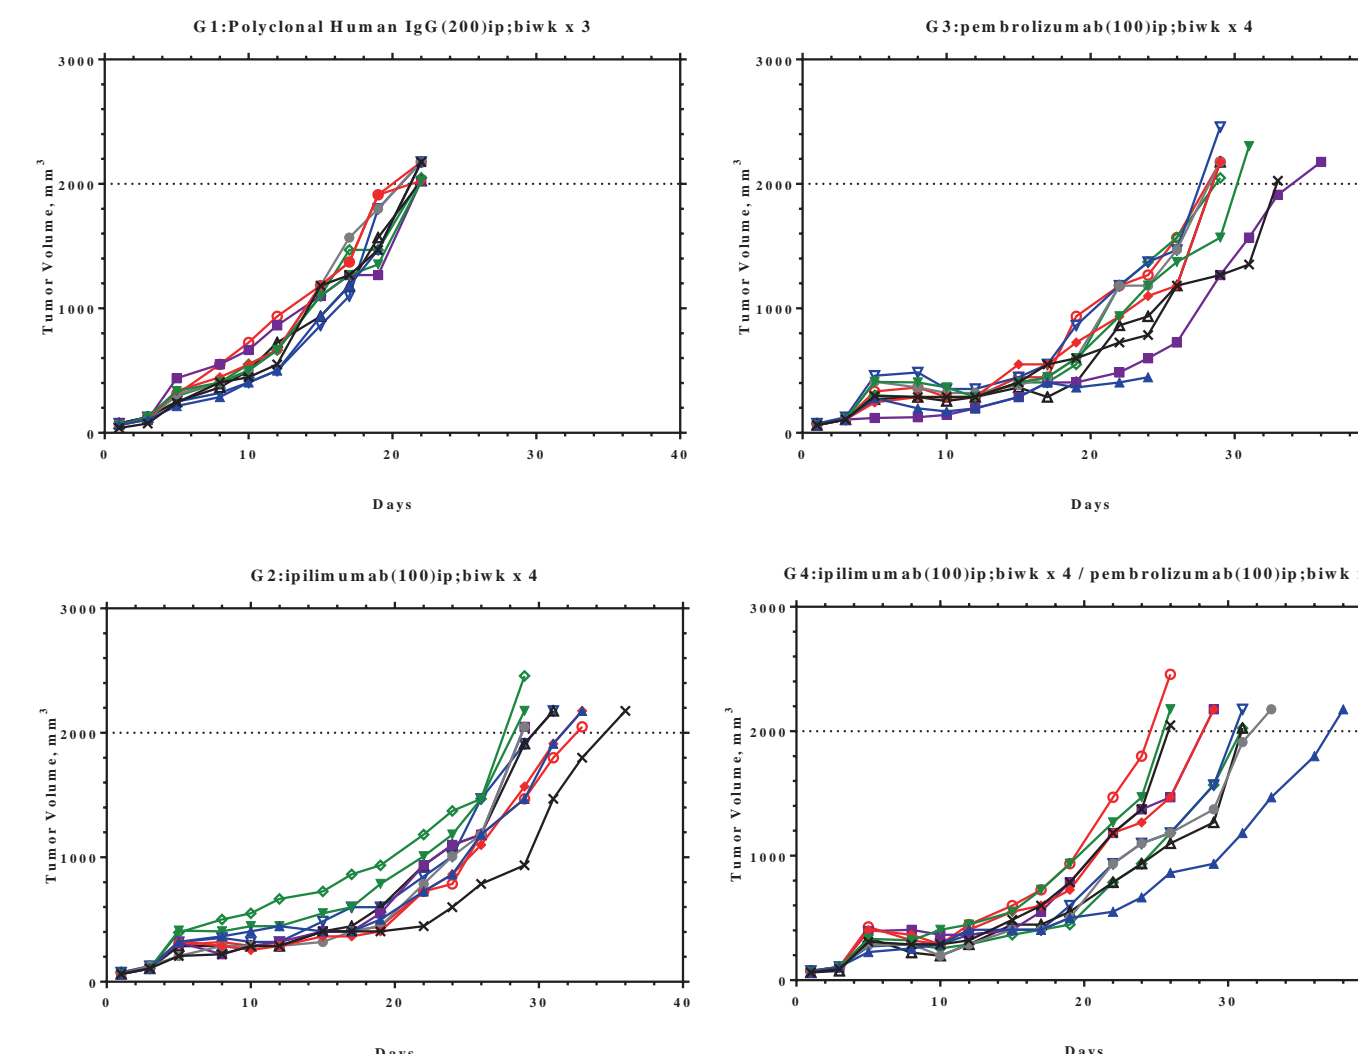 G1:Polyclonal Human IgG(200)ip;biwk x 3
3000
2000
1000
0
Tumor Volume, mm3
0 10 20 30 40
Days
G3:pembrolizumab(100)ip;biwk x 4
3000
2000
1000
0
Tumor Volume, mm3
0 10 20 30
Days
G2:ipilimumab(100)ip;biwk x 4
3000
2000
1000
0
Tumor Volume, mm3
0 10 20 30 40
Days
G4:ipilimumab(100)ip;biwk x 4 / pembrolizumab(100)ip;biwk
3000
2000
1000
0
Tumor Volume, mm3
0 10 20 30
Days